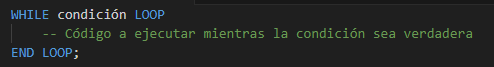 WHILE condición LOOP
    -- Código a ejecutar mientras la condición sea verdadera
END LOOP;